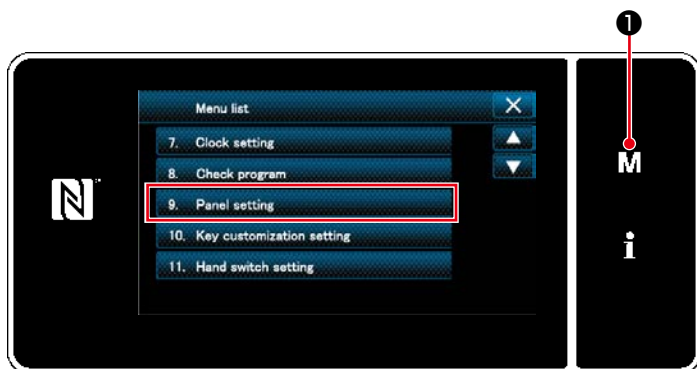 ❶
Menu list
7. Clock setting
8. Check program
9. Panel setting
10. Key customization setting
11. Hand switch setting
N
M
i